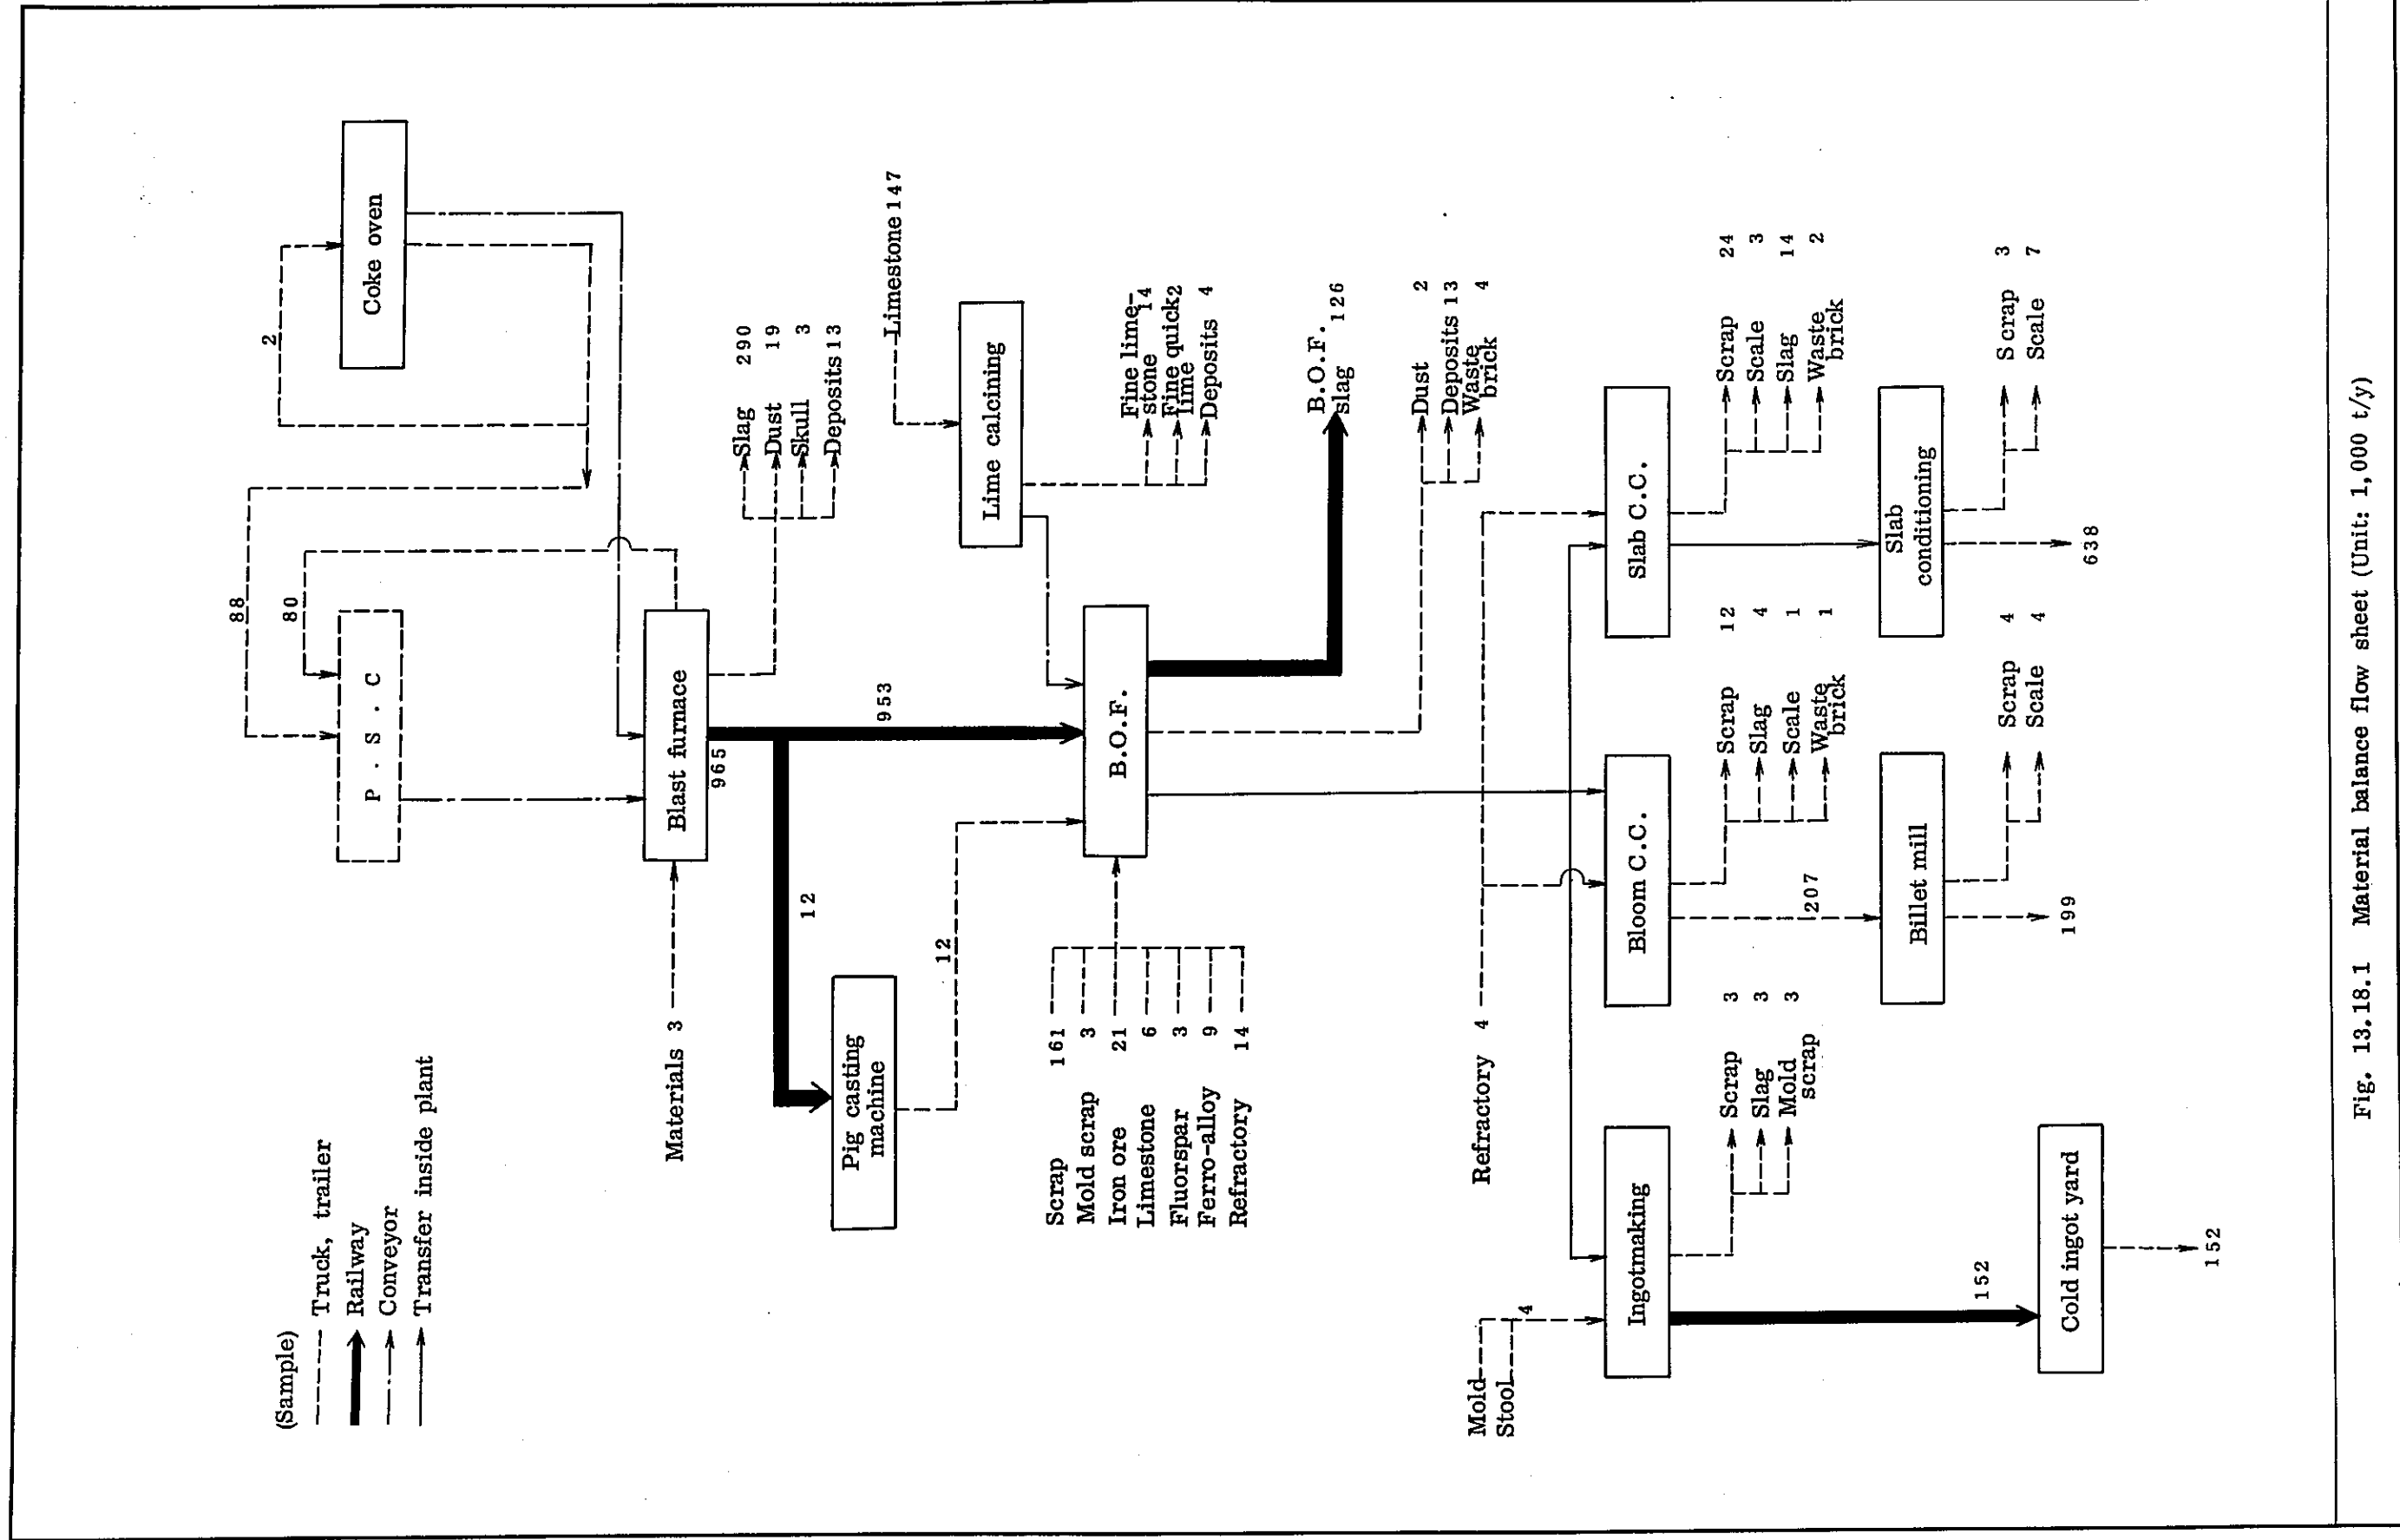 (Sample)
Truck, trailer
Railway
Conveyor
Transfer inside plant
2
Coke oven
88
80
P . S . C
Materials 3
Blast furnace
965
Slag 290
Dust 19
Skull 3
Deposits 13
12
953
Pig casting
machine
12
Limestone 147
Lime calcining
Fine lime-
stone 14
Fine quick
lime 2
Deposits 4
Scrap 161
Mold scrap 3
Iron ore 21
Limestone 6
Fluorspar 3
Ferro-alloy 9
Refractory 14
B.O.F.
B.O.F.
slag 126
Dust 2
Deposits 13
Waste
brick 4
Refractory 4
Mold
Stool
4
Ingotmaking
Scrap 3
Slag 3
Mold
scrap 3
152
Cold ingot yard
152
Bloom C.C.
Scrap 12
Slag 4
Scale 1
Waste
brick 1
207
Billet mill
Scrap 4
Scale 4
199
Slab C.C.
Scrap 24
Scale 3
Slag 14
Waste
brick 2
Slab
conditioning
Scrap 3
Scale 7
638
Fig. 13.18.1 Material balance flow sheet (Unit: 1,000 t/y)